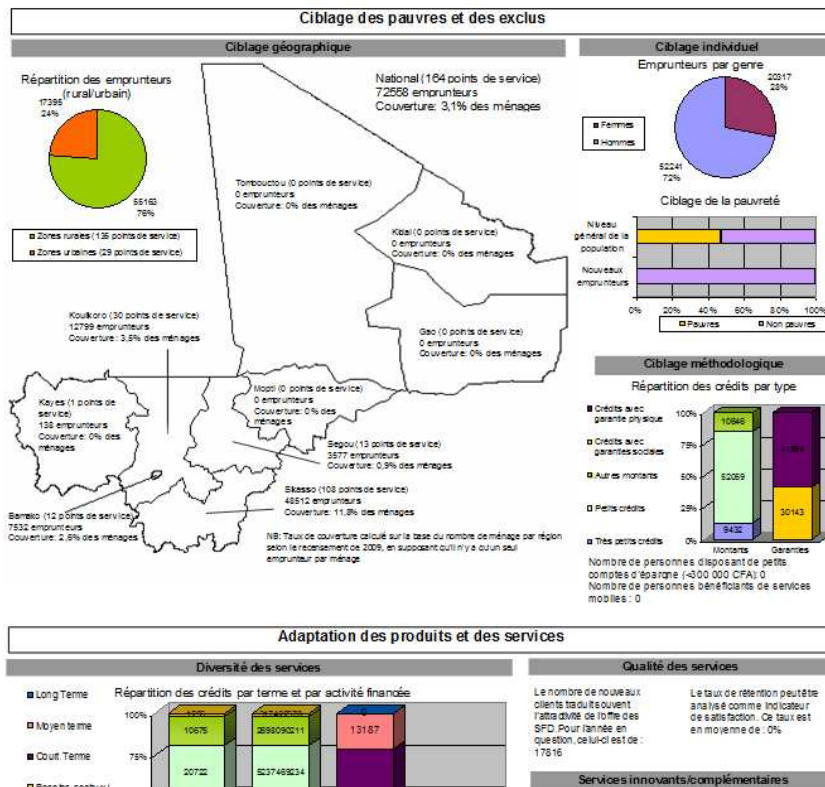 Ciblage des pauvres et des exclus
Ciblage géographique
Répartition des emprunteurs
(rural/urbain)
17395
24%
55163
76%
Zones rurales (135 points de service)
Zones urbaines (29 points de service)
National (164 points de service)
72558 emprunteurs
Couverture: 3,1% des ménages
Tombouctou (0 points de service)
0 emprunteurs
Couverture: 0% des ménages
Kidal (0 points de service)
0 emprunteurs
Couverture: 0% des ménages
Gao (0 points de service)
0 emprunteurs
Couverture: 0% des ménages
Koulikoro (30 points de service)
12799 emprunteurs
Couverture: 3,5% des ménages
Mopti (0 points de service)
0 emprunteurs
Couverture: 0% des
ménages
Kayes (1 points de
service)
138 emprunteurs
Couverture: 0% des
ménages
Segou (13 points de service)
3577 emprunteurs
Couverture: 0,9% des ménages
Sikasso (108 points de service)
48512 emprunteurs
Couverture: 11,8% des ménages
Bamako (12 points de service)
7532 emprunteurs
Couverture: 2,6% des ménages
NB: Taux de couverture calculé sur la base du nombre de ménage par région
selon le recensement de 2009, en supposant qu'il n'y a qu'un seul
emprunteur par ménage
Ciblage individuel
Emprunteurs par genre
20317
28%
Femmes
Hommes
52241
72%
Ciblage de la pauvreté
Niveau
général de la
population
Nouveaux
emprunteurs
0% 20% 40% 60% 80% 100%
Pauvres
Non pauvres
Ciblage méthodologique
Répartition des crédits par type
Crédits avec
garantie physique
Crédits avec
garanties sociales
Autres montants
Petits crédits
Très petits crédits
100%
75%
50%
25%
0%
10646
52059
9432
30143
Montants
Garanties
Nombre de personnes disposant de petits
comptes d'épargne (<300 000 CFA): 0
Nombre de personnes bénéficiants de services
mobiles : 0
Adaptation des produits et des services
Diversité des services
Répartition des crédits par terme et par activité financée
Long Terme
Moyen terme
Court Terme
100%
75%
10675
20722
2898090211
5237469234
0
13187
Qualité des services
Le nombre de nouveaux
clients traduit souvent
l'attractivité de l'offre des
SFD. Pour l'année en
question, celui-ci est de :
17816
Le taux de rétention peut être
analysé comme indicateur
de satisfaction. Ce taux est
en moyenne de : 0%
Services innovants/complémentaires